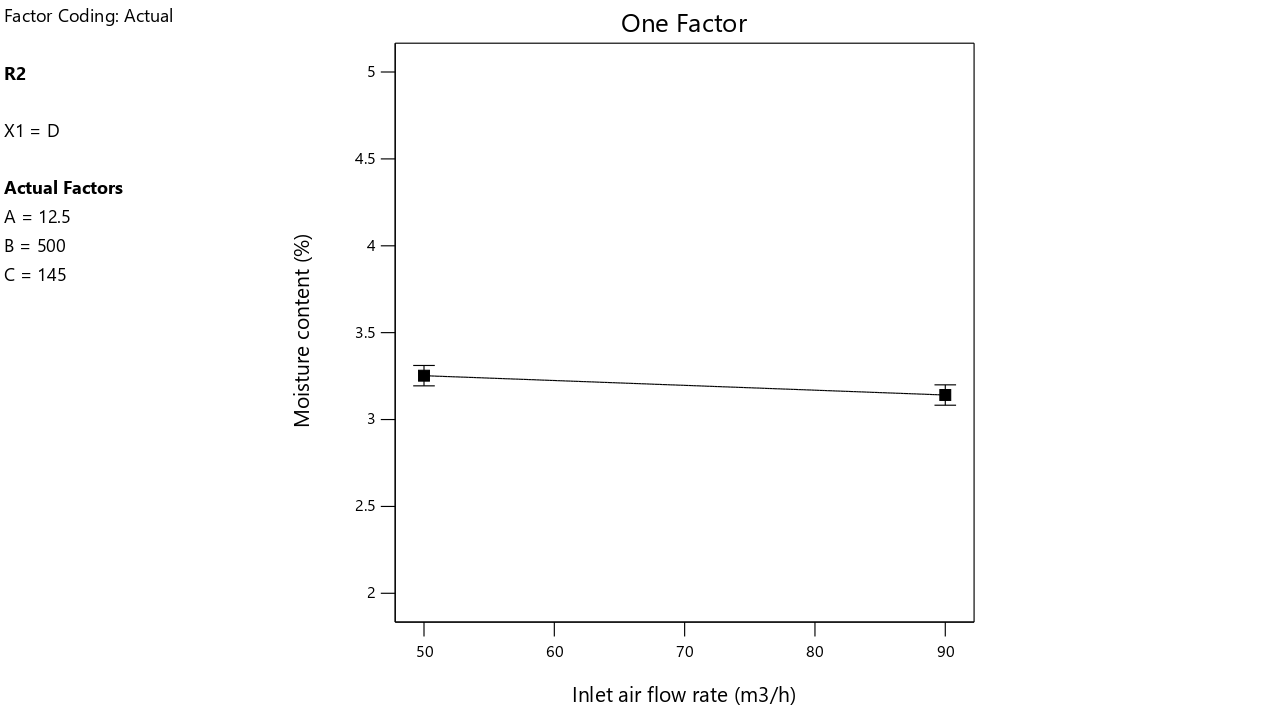 Factor Coding: Actual
R2
X1 = D
Actual Factors
A = 12.5
B = 500
C = 145
One Factor
Moisture content (%)
5
4.5
4
3.5
3
2.5
2
50 60 70 80 90
Inlet air flow rate (m3/h)